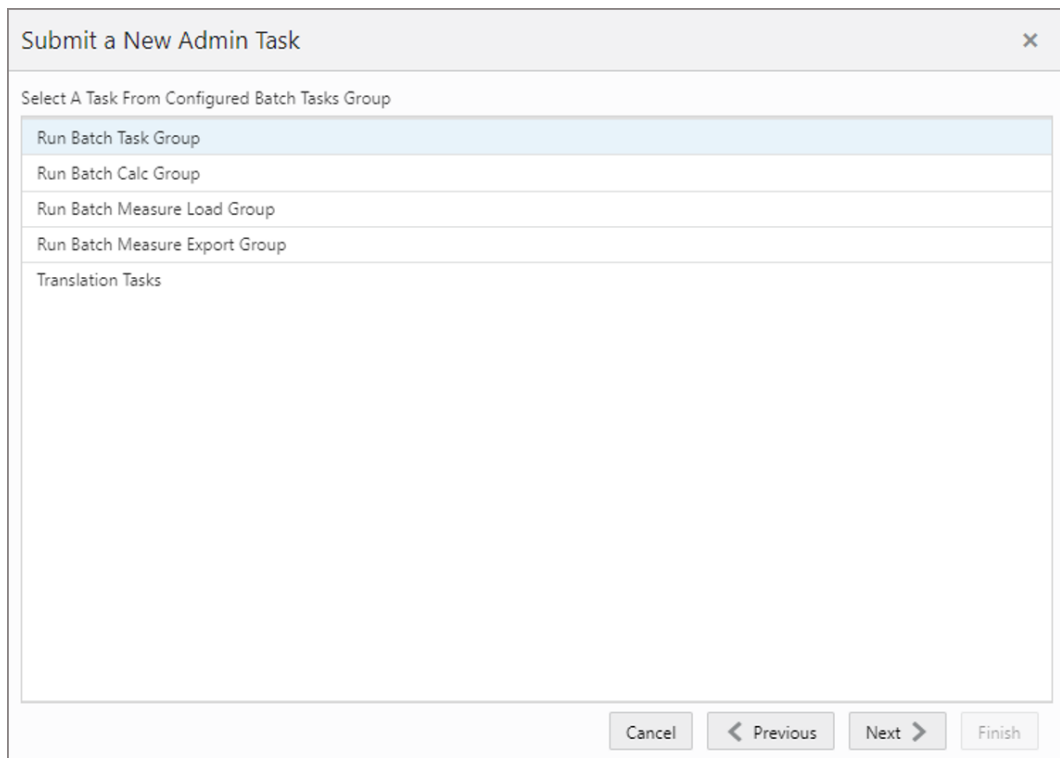 Submit a New Admin Task
Select A Task From Configured Batch Tasks Group
Run Batch Task Group
Run Batch Calc Group
Run Batch Measure Load Group
Run Batch Measure Export Group
Translation Tasks
Cancel Previous Next Finish